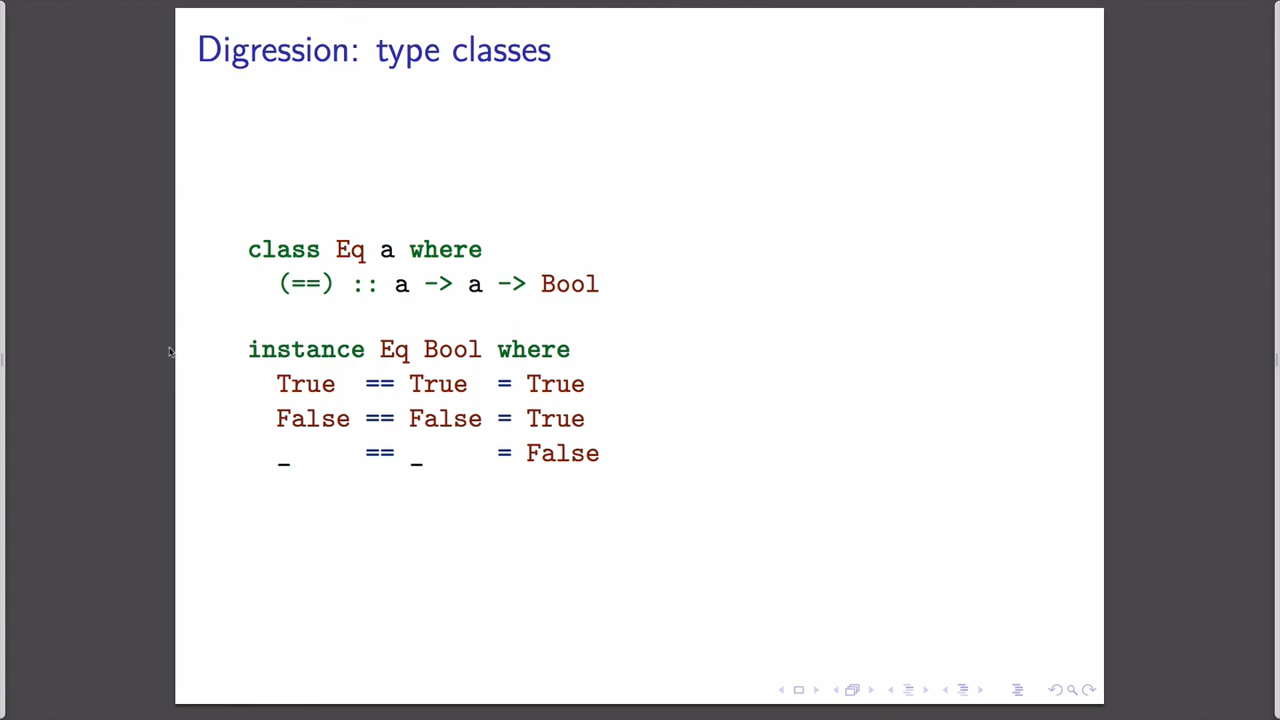 Digression: type classes
class Eq a where
  (==) :: a -> a -> Bool
instance Eq Bool where
  True  == True  = True
  False == False = True
  _     == _     = False